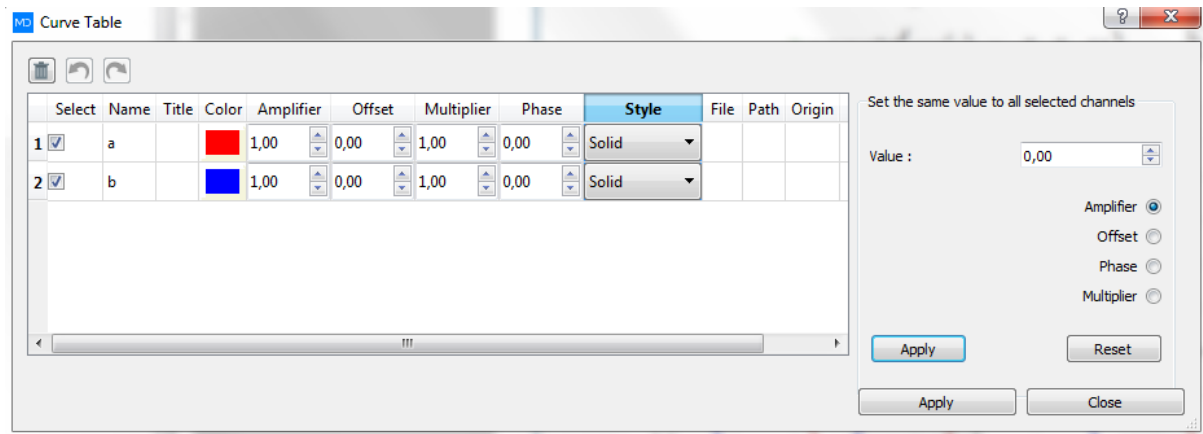 MD Curve Table ?
Select Name Title Color Amplifier Offset Multiplier Phase Style File Path Origin
1 a 1,00 0,00 1,00 0,00 Solid
2 b 1,00 0,00 1,00 0,00 Solid
Set the same value to all selected channels
Value : 0,00
Amplifier
Offset
Phase
Multiplier
Apply Reset
Apply Close